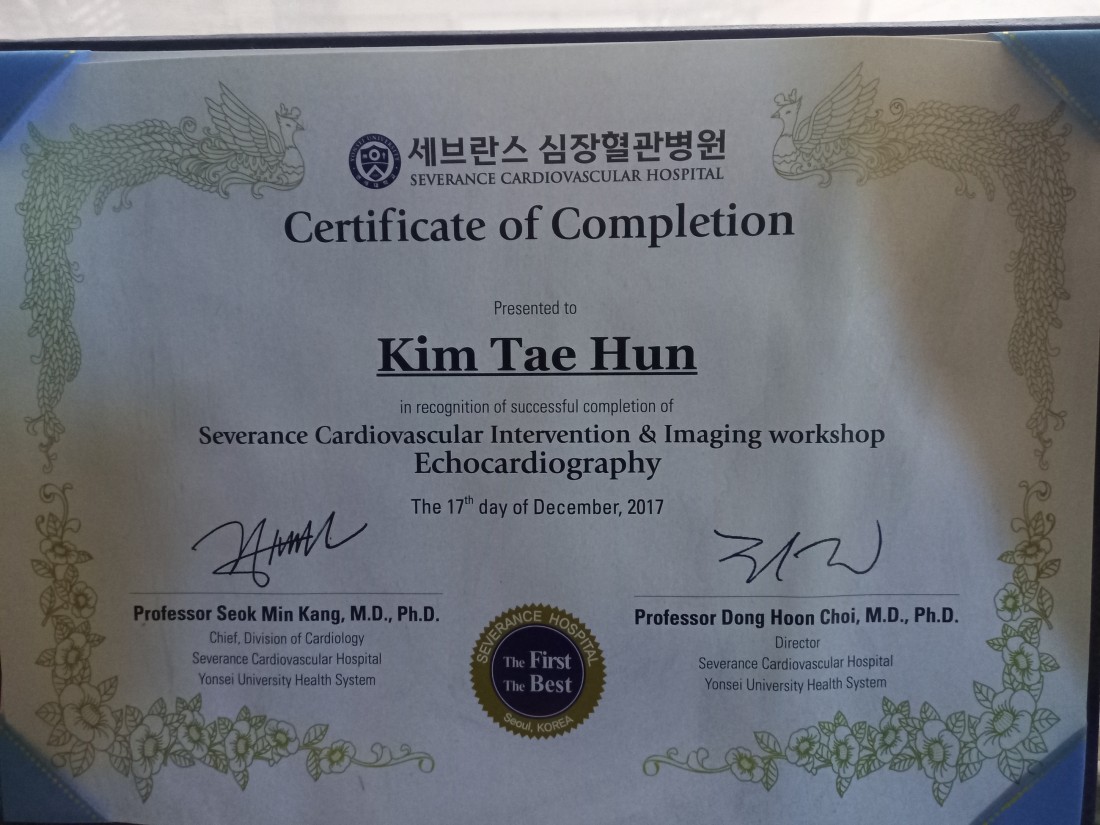 세브란스 심장혈관병원
SEVERANCE CARDIOVASCULAR HOSPITAL
Certificate of Completion
Presented to
Kim Tae Hun
in recognition of successful completion of
Severance Cardiovascular Intervention & Imaging workshop
Echocardiography
The 17th day of December, 2017
Professor Seok Min Kang, M.D., Ph.D.
Chief, Division of Cardiology
Severance Cardiovascular Hospital
Yonsei University Health System
SEVERANCE HOSPITAL
The First
The Best
Seoul, KOREA
Professor Dong Hoon Choi, M.D., Ph.D.
Director
Severance Cardiovascular Hospital
Yonsei University Health System